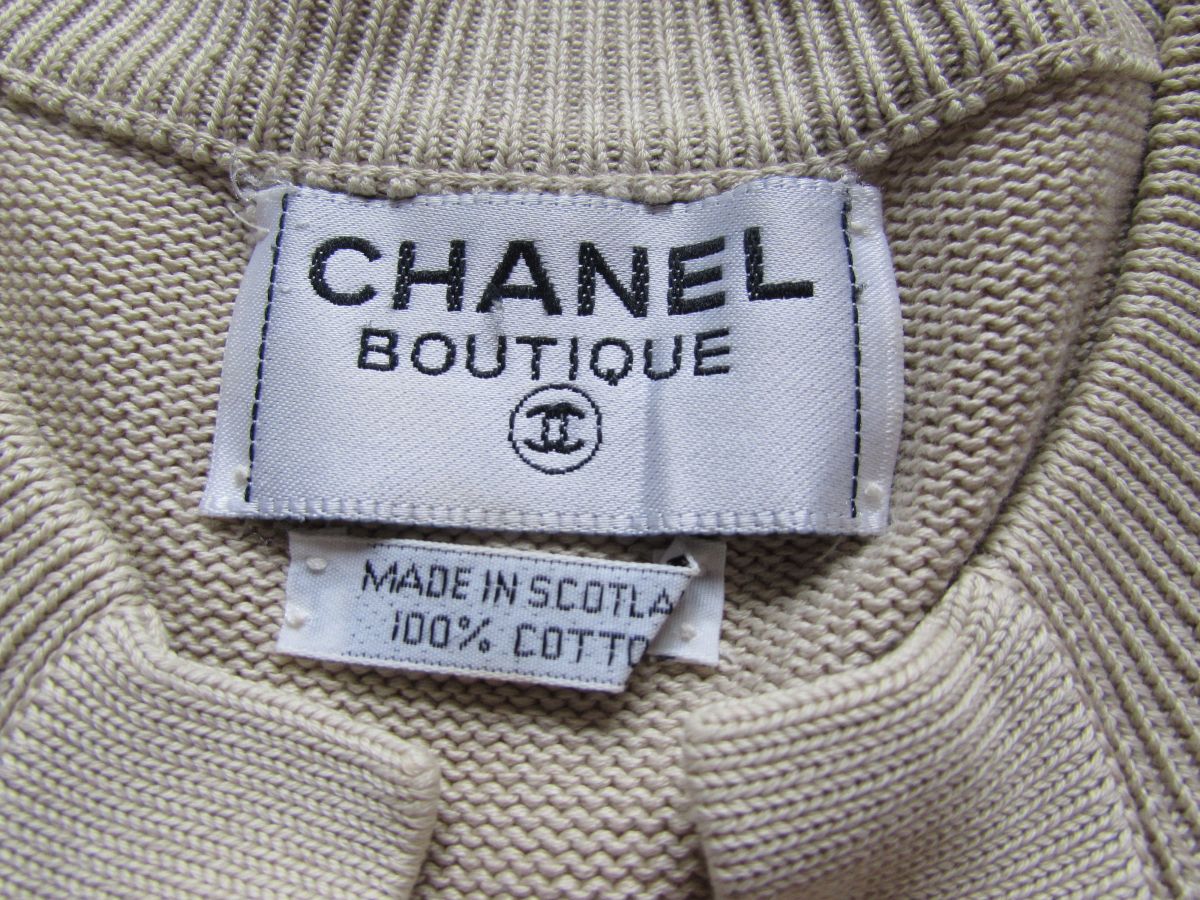 CHANEL
BOUTIQUE
MADE IN SCOTLA
100% COTTO